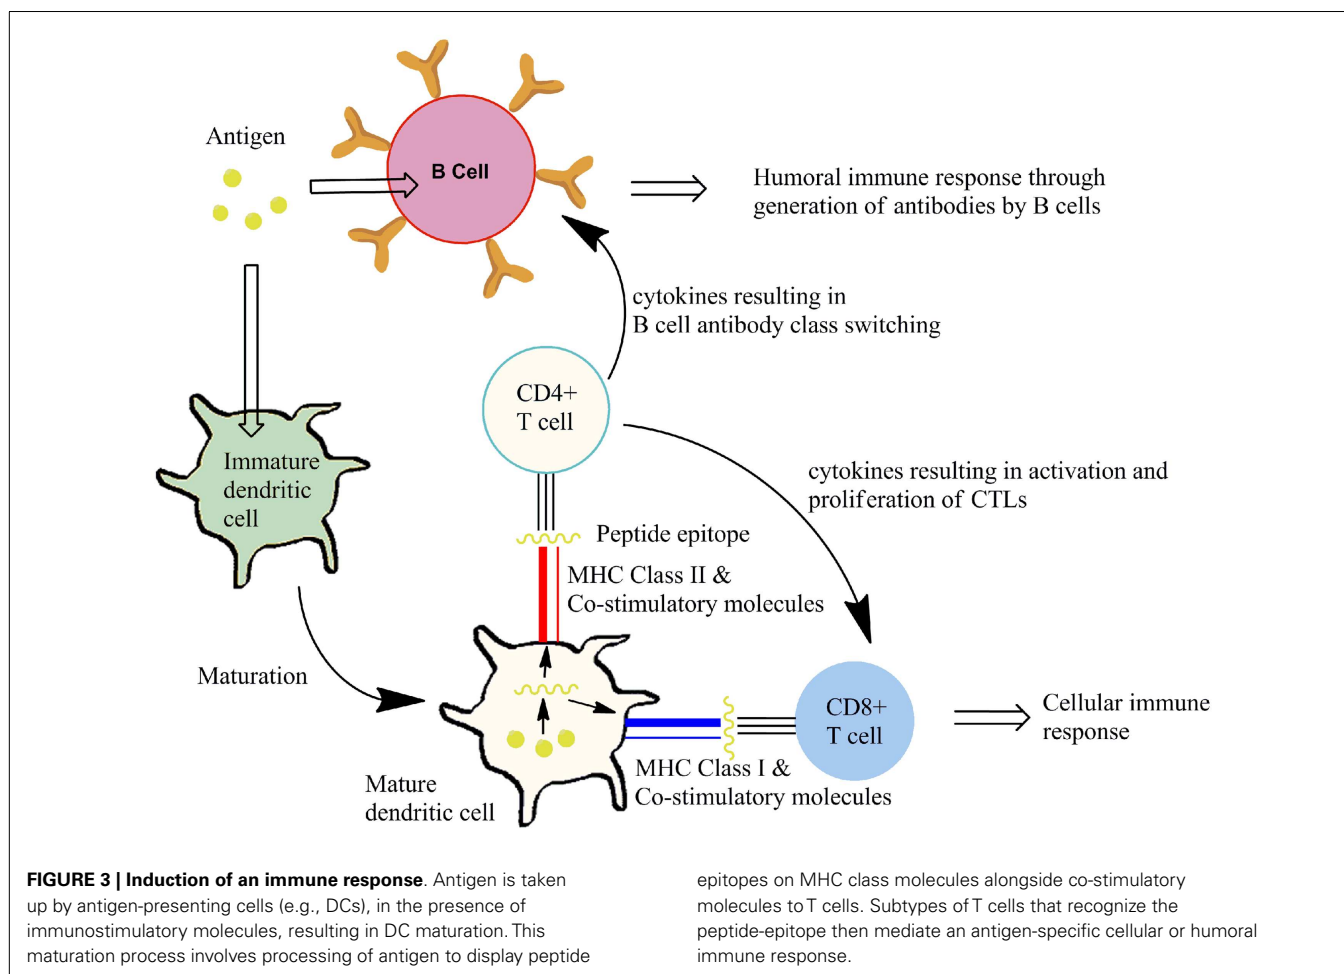 Antigen
B Cell
Humoral immune response through
generation of antibodies by B cells
cytokines resulting in
B cell antibody class switching
CD4+
T cell
Immature
dendritic
cell
cytokines resulting in activation and
proliferation of CTLs
Peptide epitope
MHC Class II &
Co-stimulatory molecules
Maturation
CD8+
T cell
Cellular immune
response
MHC Class I &
Co-stimulatory molecules
Mature
dendritic cell
FIGURE 3 | Induction of an immune response. Antigen is taken
up by antigen-presenting cells (e.g., DCs), in the presence of
immunostimulatory molecules, resulting in DC maturation. This
maturation process involves processing of antigen to display peptide
epitopes on MHC class molecules alongside co-stimulatory
molecules to T cells. Subtypes of T cells that recognize the
peptide-epitope then mediate an antigen-specific cellular or humoral
immune response.